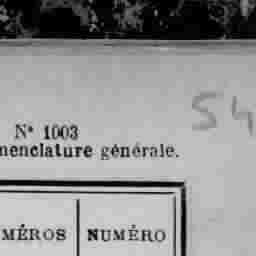 54
N° 1003
nenclature générale.
MÉROS NUMÉRO